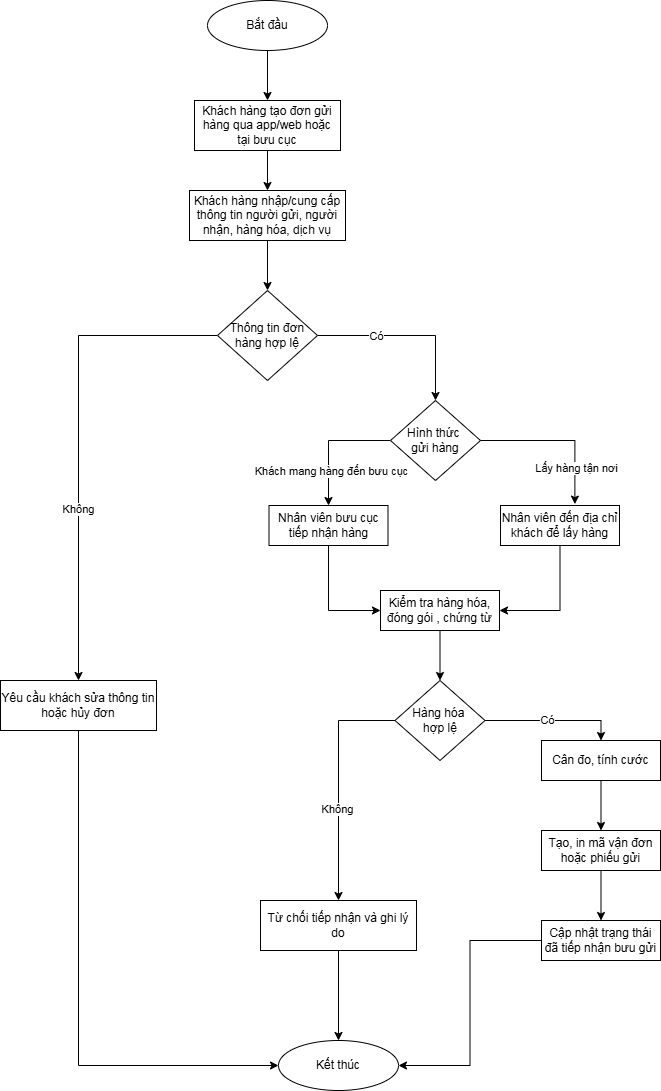 Bắt đầu
Khách hàng tạo đơn gửi
hàng qua app/web hoặc
tại bưu cục
Khách hàng nhập/cung cấp
thông tin người gửi, người
nhận, hàng hóa, dịch vụ
Thông tin đơn
hàng hợp lệ
Có
Hình thức
gửi hàng
Khách mang hàng đến bưu cục
Lấy hàng tận nơi
Không
Nhân viên bưu cục
tiếp nhận hàng
Nhân viên đến địa chỉ
khách để lấy hàng
Kiểm tra hàng hóa,
đóng gói , chứng từ
Yêu cầu khách sửa thông tin
hoặc hủy đơn
Hàng hóa
hợp lệ
Có
Cân đo, tính cước
Không
Tạo, in mã vận đơn
hoặc phiếu gửi
Từ chối tiếp nhận và ghi lý
do
Cập nhật trạng thái
đã tiếp nhận bưu gửi
Kết thúc